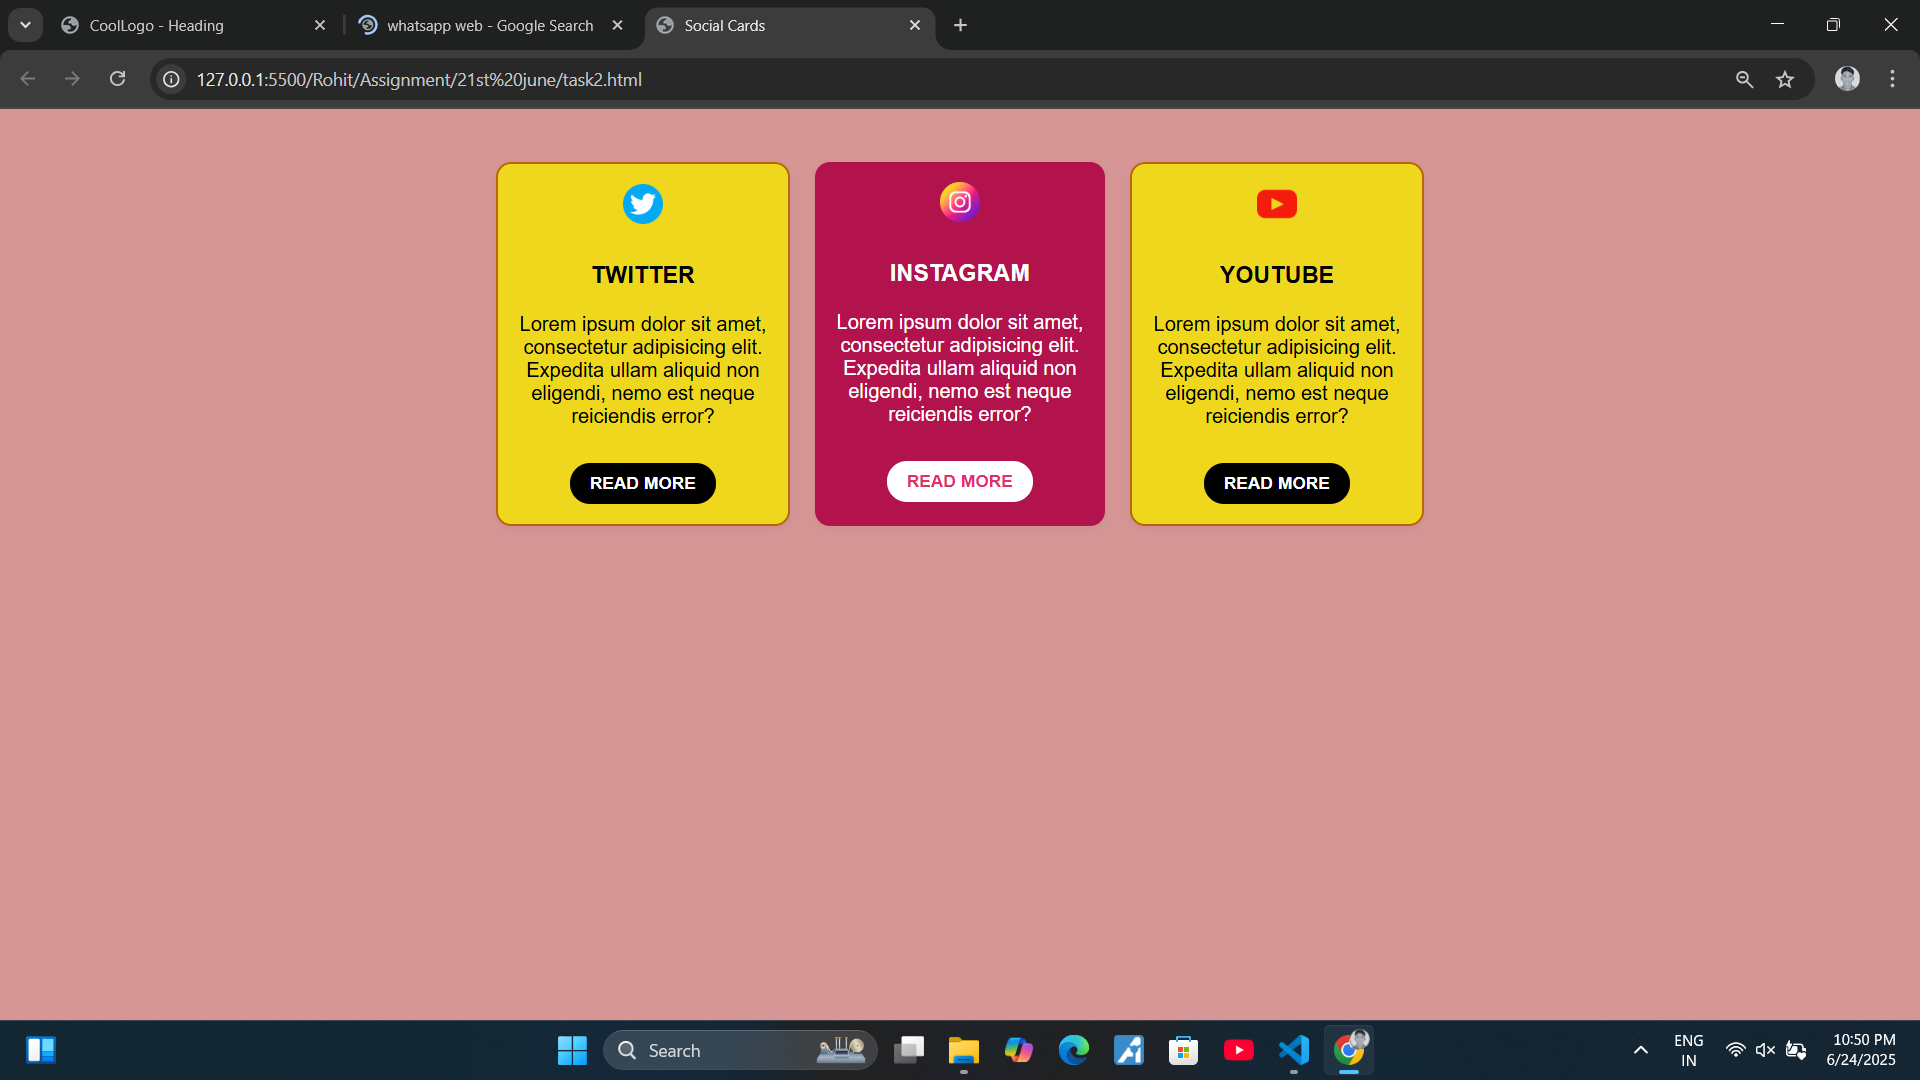 CoolLogo - Heading
whatsapp web - Google Search
Social Cards
127.0.0.1:5500/Rohit/Assignment/21st%20june/task2.html
TWITTER
Lorem ipsum dolor sit amet,
consectetur adipisicing elit.
Expedita ullam aliquid non
eligendi, nemo est neque
reiciendis error?
READ MORE
INSTAGRAM
Lorem ipsum dolor sit amet,
consectetur adipisicing elit.
Expedita ullam aliquid non
eligendi, nemo est neque
reiciendis error?
READ MORE
YOUTUBE
Lorem ipsum dolor sit amet,
consectetur adipisicing elit.
Expedita ullam aliquid non
eligendi, nemo est neque
reiciendis error?
READ MORE
Search
ENG
IN
10:50 PM
6/24/2025